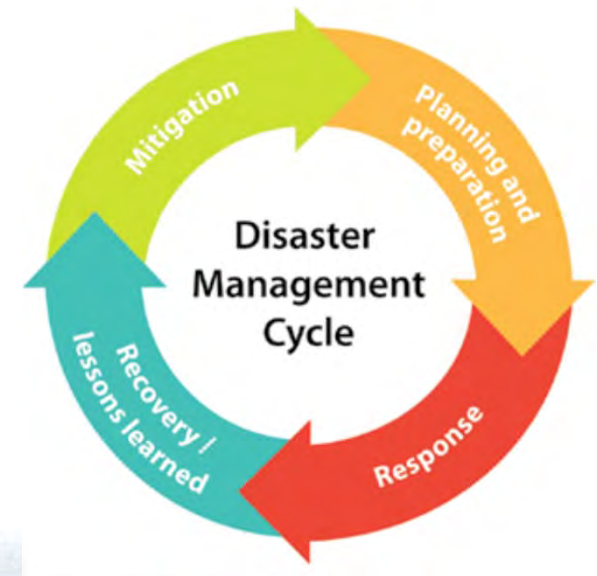 Disaster
Management
Cycle
Mitigation
Planning and
preparation
Response
Recovery /
lessons learned